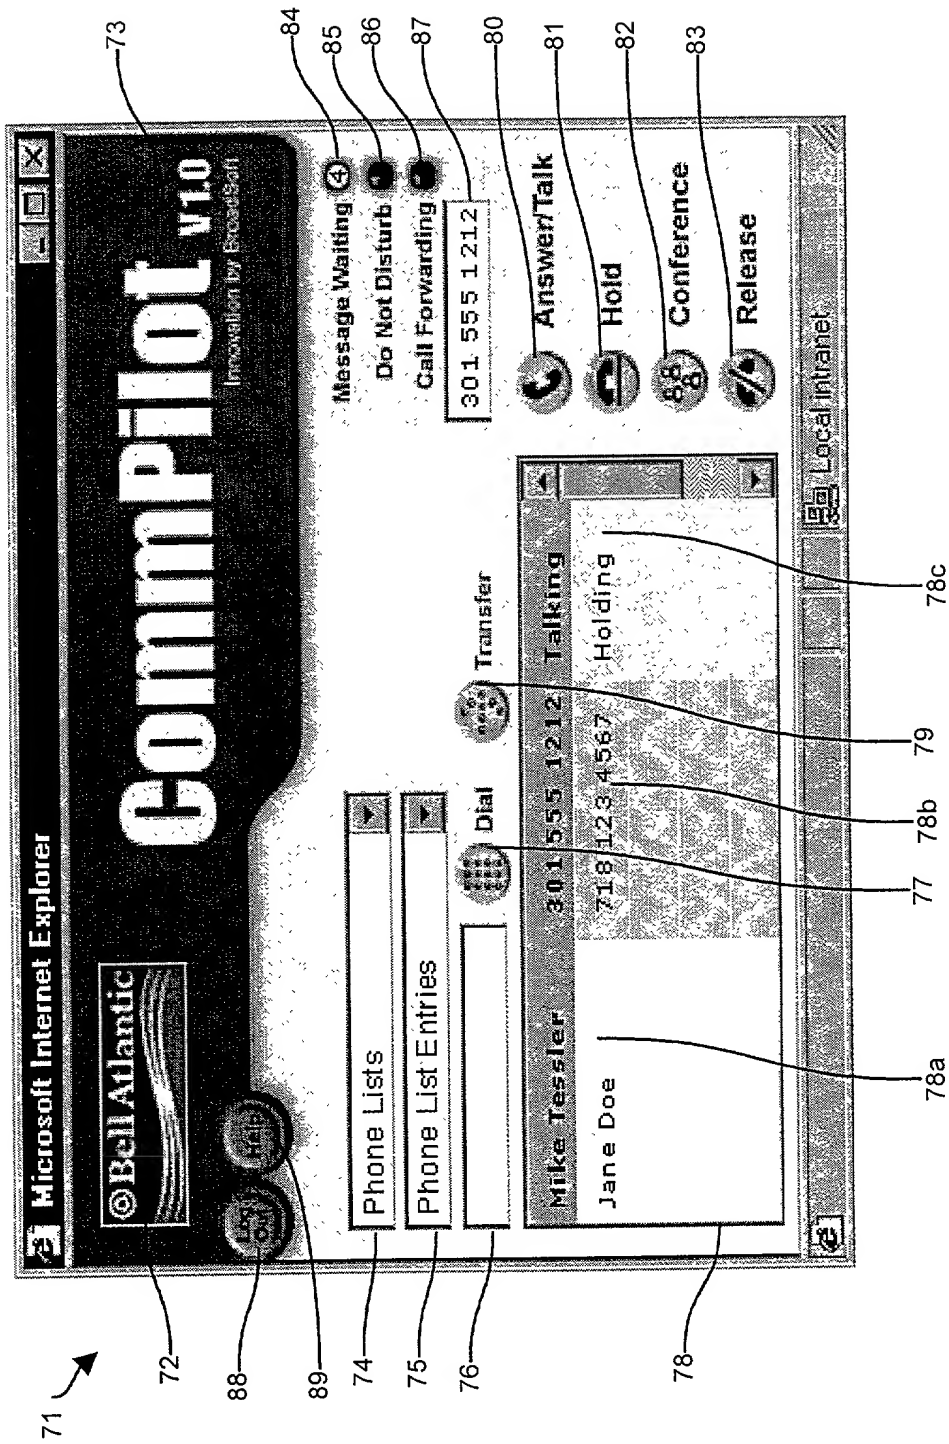 71
Microsoft Internet Explorer
72
Bell Atlantic
CommPilot V 1.0
Innovation by BroadSoft
73
88
Log Out
89
Help
74
Phone Lists
75
Phone List Entries
76
77
Dial
79
Transfer
Message Waiting 4
84
Do Not Disturb
85
Call Forwarding
86
301 555 1212
87
78
Mike Tessler 301 555 1212 Talking
Jane Doe 718 123 4567 Holding
78a
78b
78c
Answer/Talk
80
Hold
81
Conference
82
Release
83
Local intranet